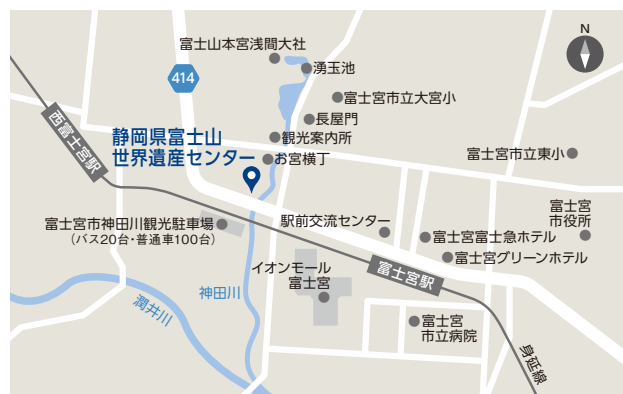 N
富士山本宮浅間大社
414
湧玉池
富士宮市立大宮小
長屋門
西富士宮駅
静岡県富士山
世界遺産センター
観光案内所
お宮横丁
富士宮市立東小
富士宮市神田川観光駐車場
(バス20台・普通車100台)
駅前交流センター
富士宮
市役所
富士宮富士急ホテル
富士宮グリーンホテル
イオンモール
富士宮
富士宮駅
神田川
潤井川
富士宮
市立病院
身延線